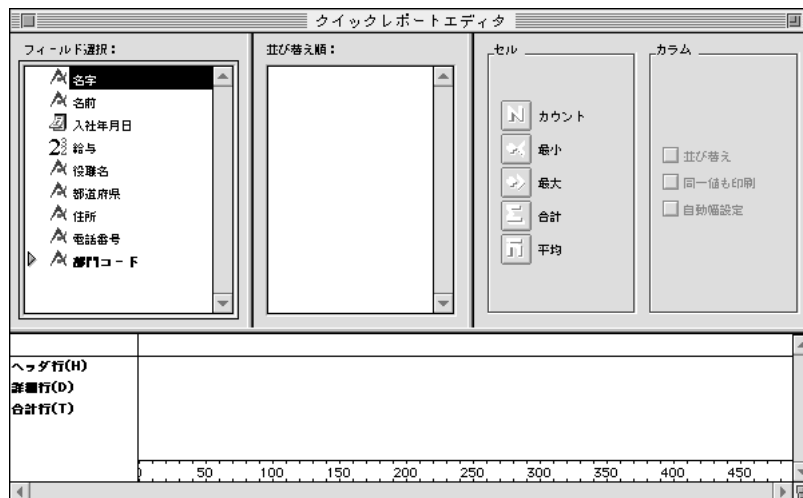 クイックレポートエディタ
フィールド選択：
名字
名前
入社年月日
給与
役職名
都道府県
住所
電話番号
部門コード
並び替え順：
セル
カウント
最小
最大
合計
平均
カラム
並び替え
同一値も印刷
自動幅設定
ヘッダ行(H)
詳細行(D)
合計行(T)
0 50 100 150 200 250 300 350 400 450